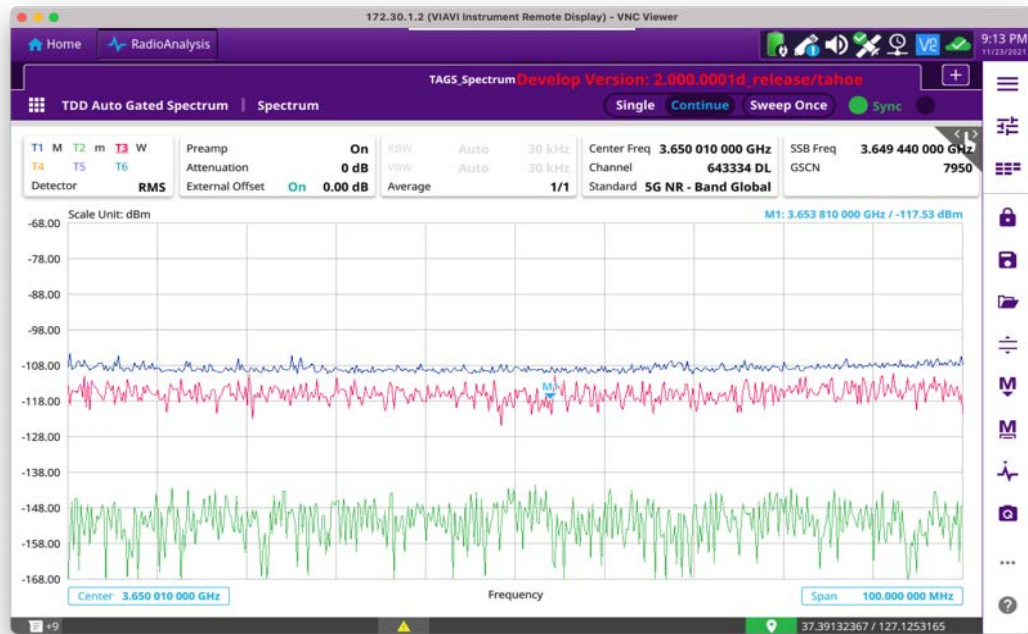 172.30.1.2 (VIAVI Instrument Remote Display) - VNC Viewer
Home RadioAnalysis
9:13 PM
11/23/2021
TAGS_Spectrum Develop Version: 2.000.0001d_release/tahoe
TDD Auto Gated Spectrum | Spectrum Single Continue Sweep Once Sync
T1 M T2 m T3 W
T4 T5 T6
Detector RMS
Preamp On
Attenuation 0 dB
External Offset On 0.00 dB
RBW Auto 30 kHz
VBW Auto 30 kHz
Average 1/1
Center Freq 3.650 010 000 GHz
Channel 643334 DL
Standard 5G NR - Band Global
SSB Freq 3.649 440 000 GHz
GSCN 7950
Scale Unit: dBm M1: 3.653 810 000 GHz / -117.53 dBm
-68.00
-78.00
-88.00
-98.00
-108.00
-118.00
-128.00
-138.00
-148.00
-158.00
-168.00
Center 3.650 010 000 GHz Frequency Span 100.000 000 MHz
+9 37.39132367 / 127.1253165